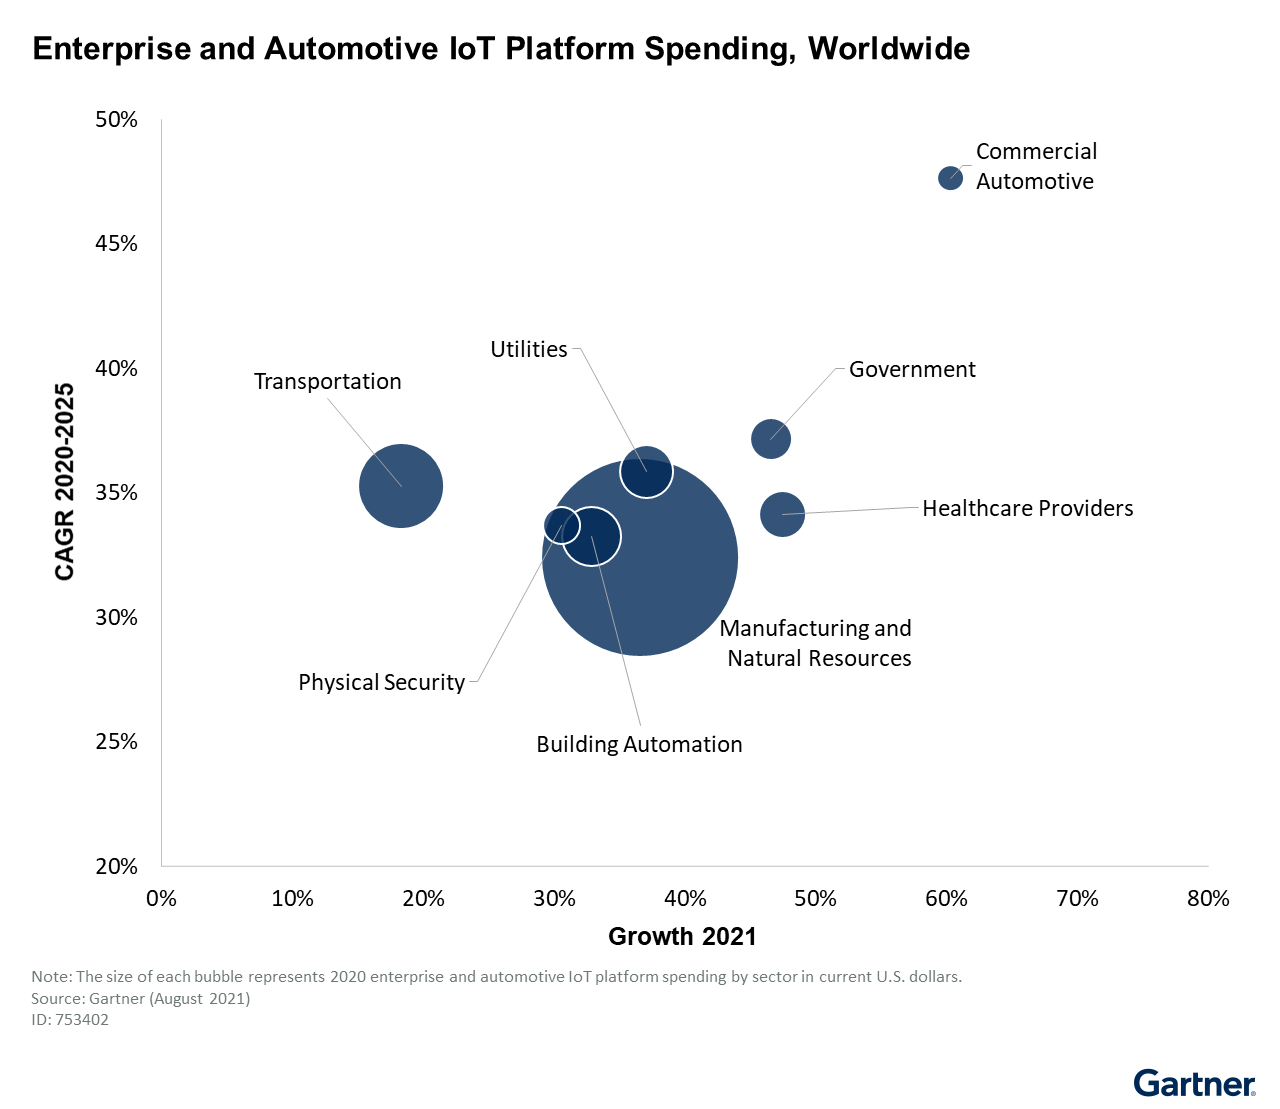 Enterprise and Automotive IoT Platform Spending, Worldwide
50%
Commercial
Automotive
45%
Utilities
40%
Government
Transportation
CAGR 2020-2025
35%
Healthcare Providers
30%
Manufacturing and
Natural Resources
Physical Security
25%
Building Automation
20%
0% 10% 20% 30% 40% 50% 60% 70% 80%
Growth 2021
Note: The size of each bubble represents 2020 enterprise and automotive IoT platform spending by sector in current U.S. dollars.
Source: Gartner (August 2021)
ID: 753402
Gartner®